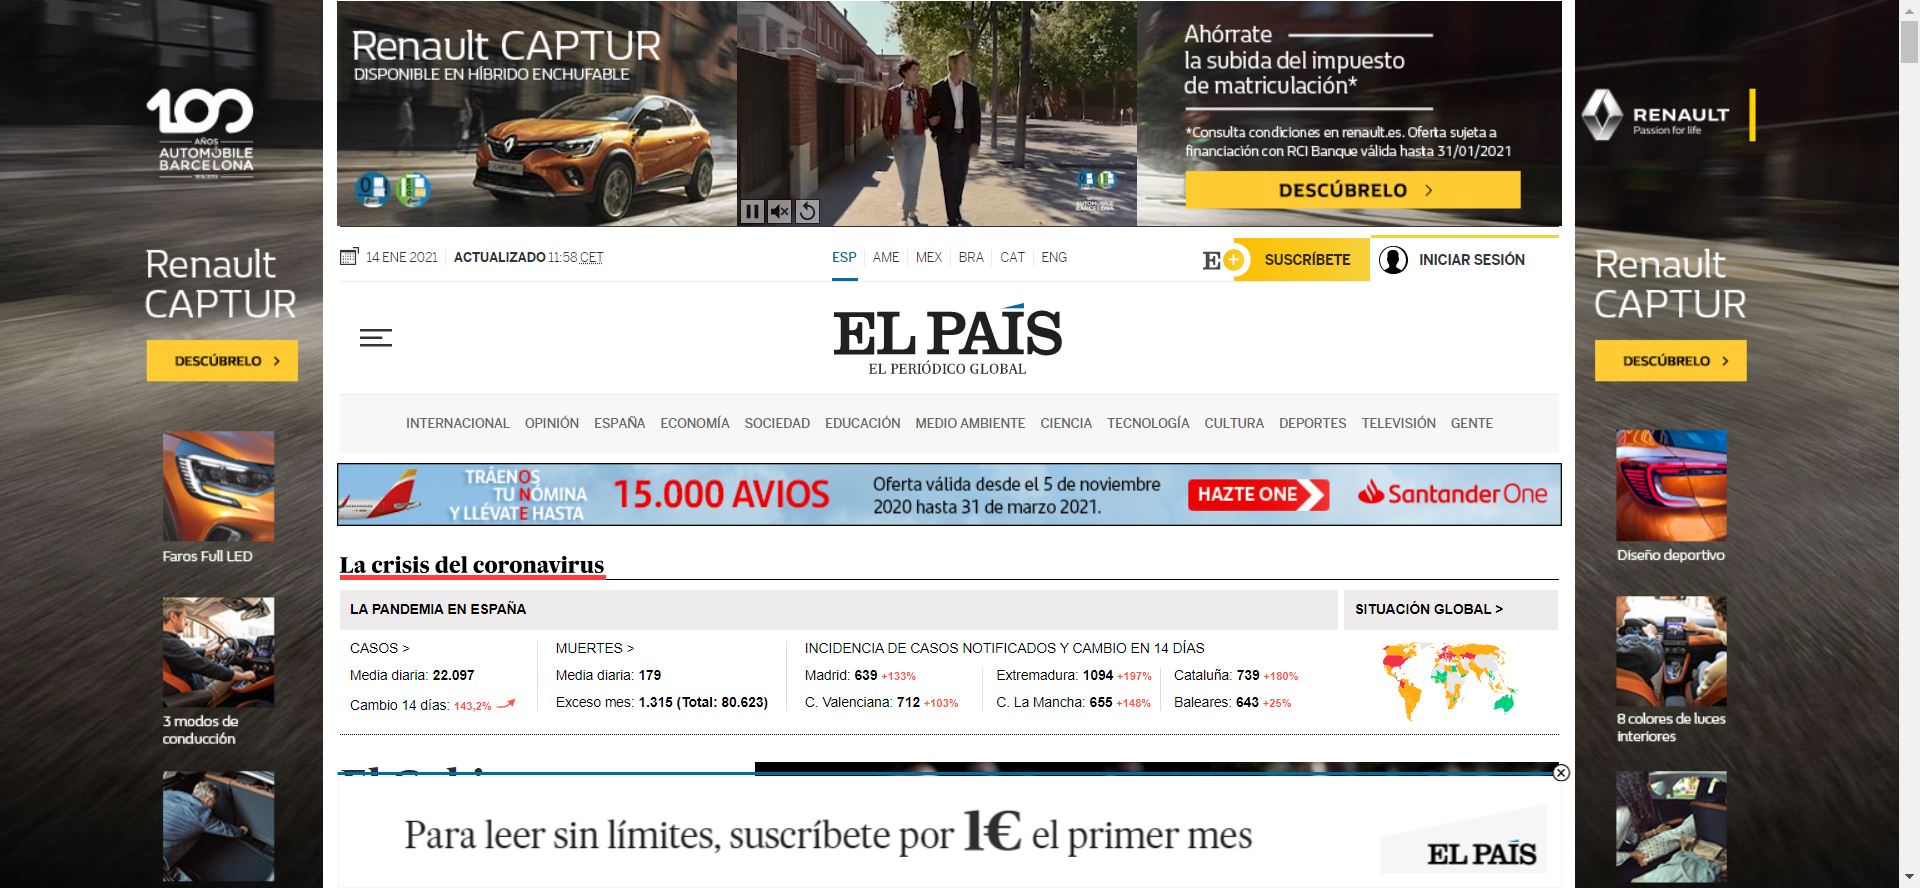 100
AÑOS
AUTOMOBILE
BARCELONA
Renault
CAPTUR
DESCÚBRELO >
Faros Full LED
3 modos de
conducción
Renault CAPTUR
DISPONIBLE EN HÍBRIDO ENCHUFABLE
CAPTUR
Ahórrate
la subida del impuesto
de matriculación*
*Consulta condiciones en renault.es. Oferta sujeta a
financiación con RCI Banque válida hasta 31/01/2021
DESCÚBRELO >
14 ENE 2021 ACTUALIZADO 11:58 CET
ESP AME MEX BRA CAT ENG
E+ SUSCRÍBETE INICIAR SESIÓN
EL PAÍS
EL PERIÓDICO GLOBAL
INTERNACIONAL OPINIÓN ESPAÑA ECONOMÍA SOCIEDAD EDUCACIÓN MEDIO AMBIENTE CIENCIA TECNOLOGÍA CULTURA DEPORTES TELEVISIÓN GENTE
TRÁENOS
TU NÓMINA
Y LLÉVATE HASTA
15.000 AVIOS
Oferta válida desde el 5 de noviembre
2020 hasta 31 de marzo 2021.
HAZTE ONE
Santander One
La crisis del coronavirus
LA PANDEMIA EN ESPAÑA
SITUACIÓN GLOBAL >
CASOS >
Media diaria: 22.097
Cambio 14 días: 143,2%
MUERTES >
Media diaria: 179
Exceso mes: 1.315 (Total: 80.623)
INCIDENCIA DE CASOS NOTIFICADOS Y CAMBIO EN 14 DÍAS
Madrid: 639 +133% Extremadura: 1094 +197% Cataluña: 739 +180%
C. Valenciana: 712 +103% C. La Mancha: 655 +148% Baleares: 643 +25%
Para leer sin límites, suscríbete por 1€ el primer mes
EL PAÍS
RENAULT
Passion for life
Renault
CAPTUR
DESCÚBRELO >
Diseño deportivo
8 colores de luces
interiores